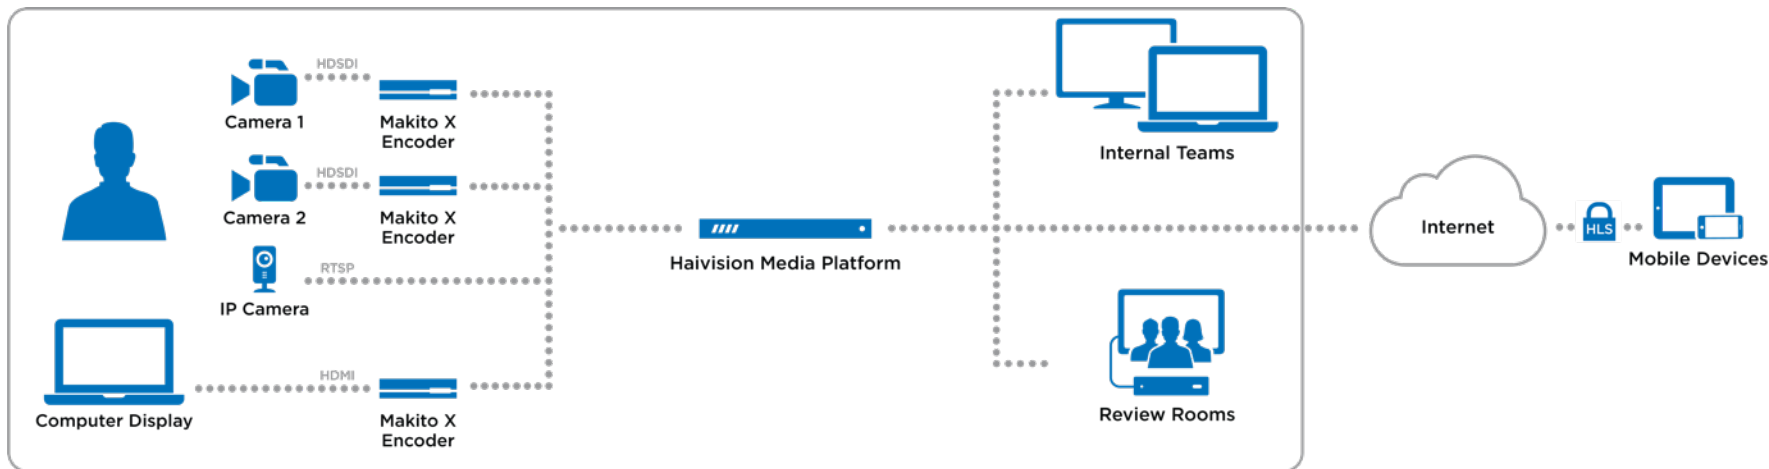 HDSDI
Camera 1
Makito X
Encoder
HDSDI
Camera 2
Makito X
Encoder
RTSP
IP Camera
HDMI
Computer Display
Makito X
Encoder
Haivision Media Platform
Internal Teams
Review Rooms
Internet
HLS
Mobile Devices